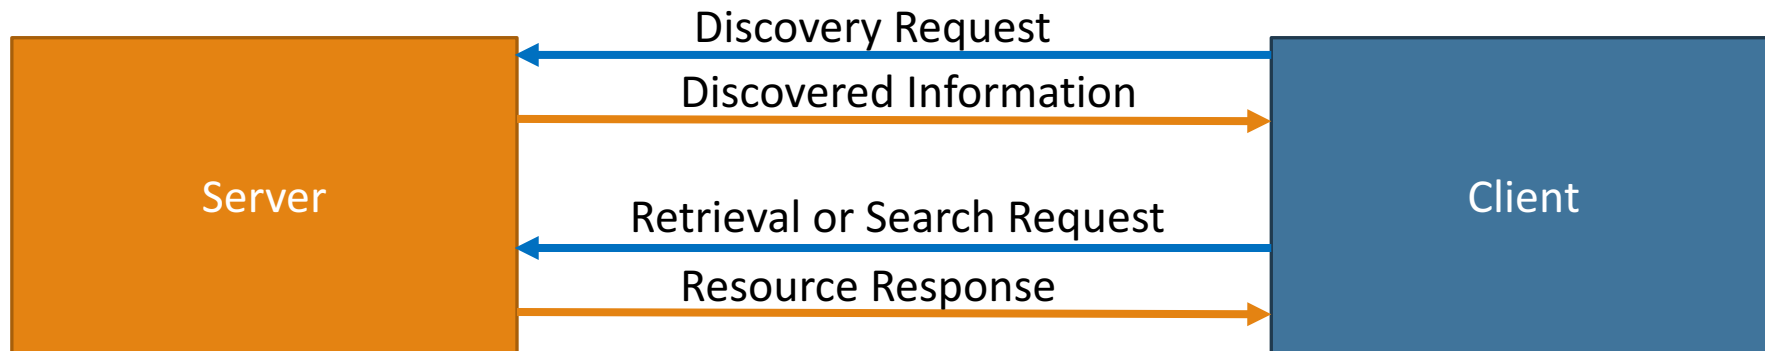 Discovery Request
Discovered Information
Server
Client
Retrieval or Search Request
Resource Response